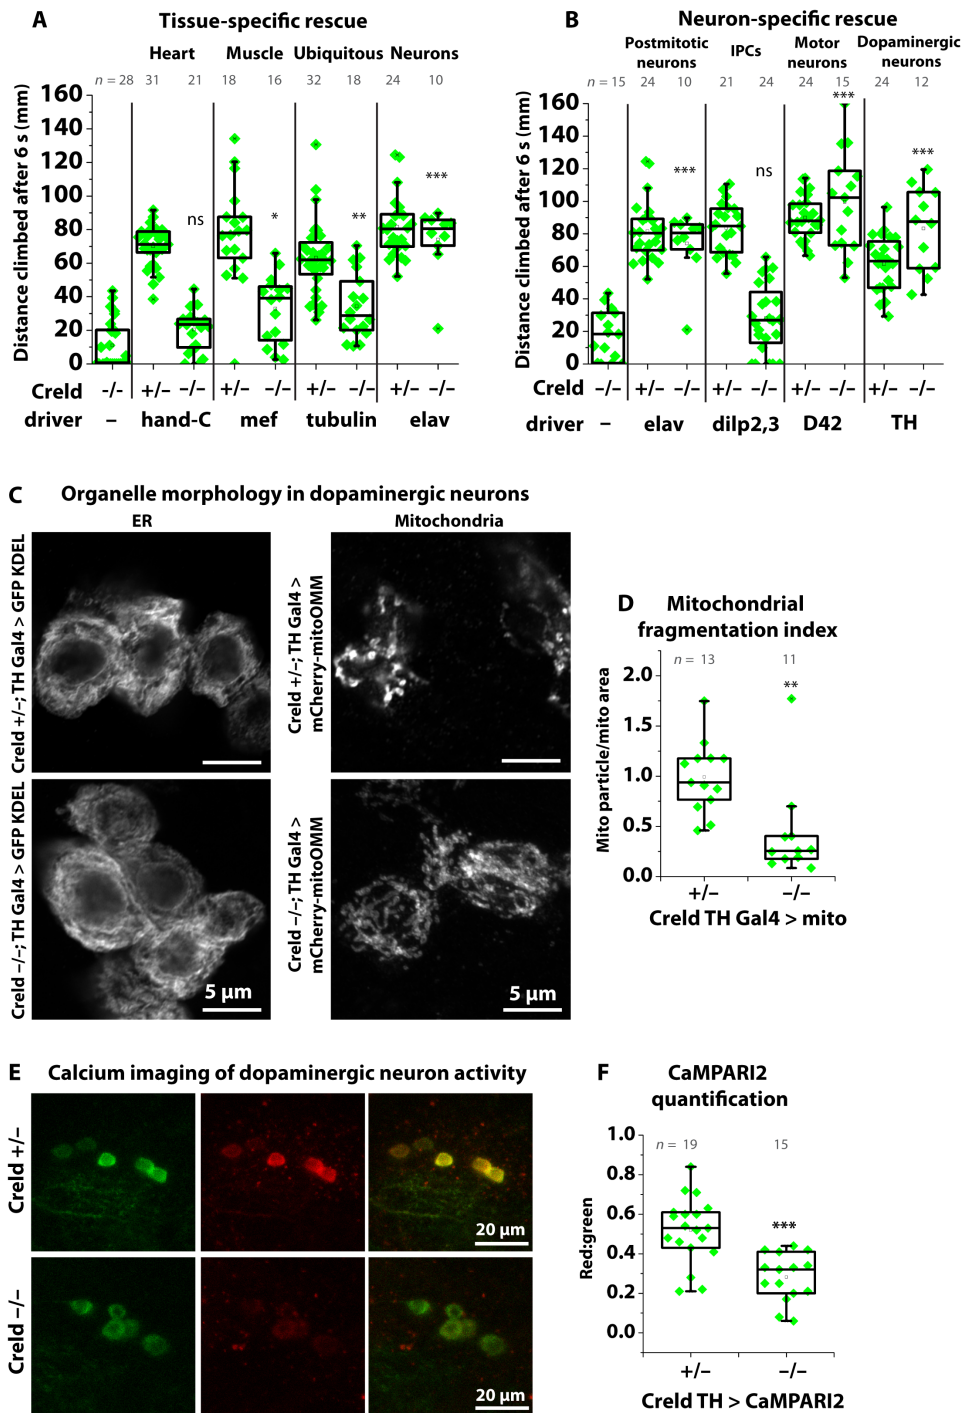 A
Tissue-specific rescue
Heart Muscle Ubiquitous Neurons
n = 28 31 21 18 16 32 18 24 10
Distance climbed after 6 s (mm)
160
140
120
100
80
60
40
20
0
ns * ** ***
Creld −/− +/− −/− +/− −/− +/− −/− +/− −/−
driver – hand-C mef tubulin elav
B
Neuron-specific rescue
Postmitotic neurons
IPCs
Motor neurons
Dopaminergic neurons
n = 15 24 10 21 24 24 15 24 12
Distance climbed after 6 s (mm)
160
140
120
100
80
60
40
20
0
*** ns *** ***
Creld −/− +/− −/− +/− −/− +/− −/− +/− −/−
driver – elav dilp2,3 D42 TH
C Organelle morphology in dopaminergic neurons
ER
Mitochondria
Creld +/−; TH Gal4 > GFP KDEL
Creld +/−; TH Gal4 >
mCherry-mitoOMM
Creld −/−; TH Gal4 > GFP KDEL
5 µm
Creld −/−; TH Gal4 >
mCherry-mitoOMM
5 µm
D Mitochondrial
fragmentation index
n = 13 11
**
Mito particle/mito area
2.0
1.5
1.0
0.5
0.0
+/− −/−
Creld TH Gal4 > mito
E Calcium imaging of dopaminergic neuron activity
Creld +/−
20 µm
Creld −/−
20 µm
F CaMPARI2
quantification
n = 19 15
***
Red:green
1.0
0.8
0.6
0.4
0.2
0.0
+/− −/−
Creld TH > CaMPARI2